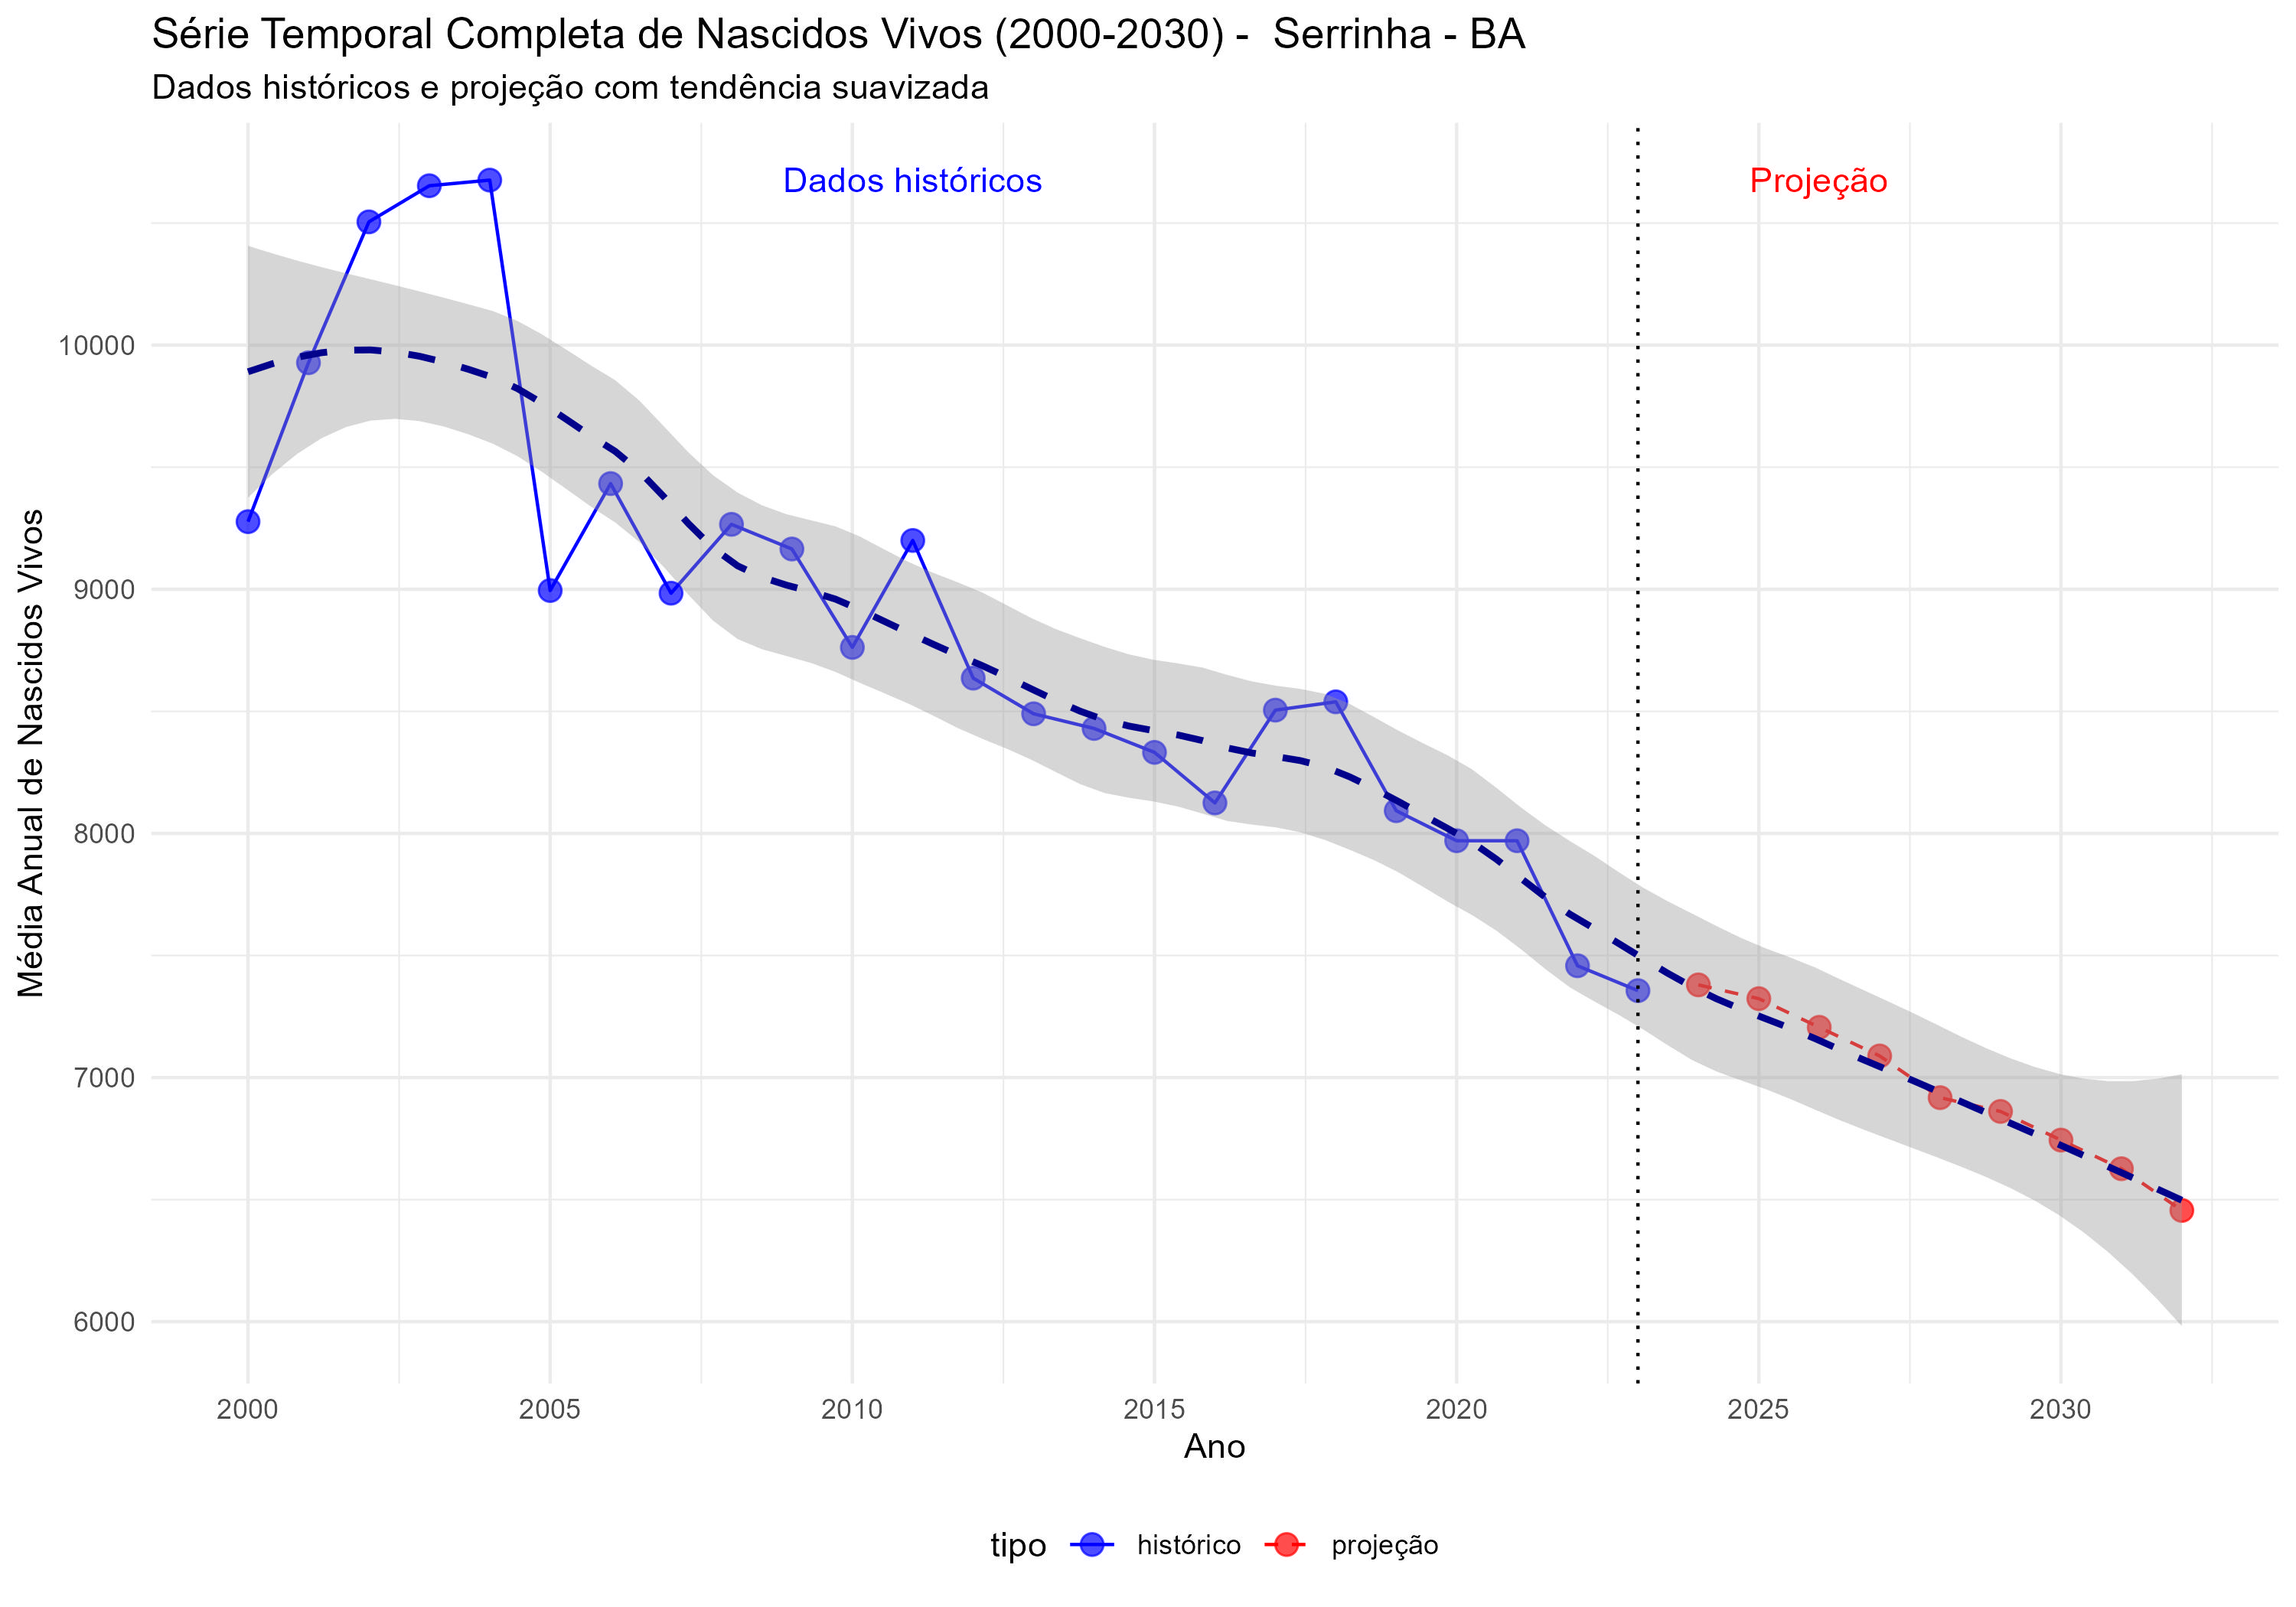 Série Temporal Completa de Nascidos Vivos (2000-2030) -  Serrinha - BA
Dados históricos e projeção com tendência suavizada
Dados históricos
Projeção
Média Anual de Nascidos Vivos
10000
9000
8000
7000
6000
2000 2005 2010 2015 2020 2025 2030
Ano
tipo histórico projeção